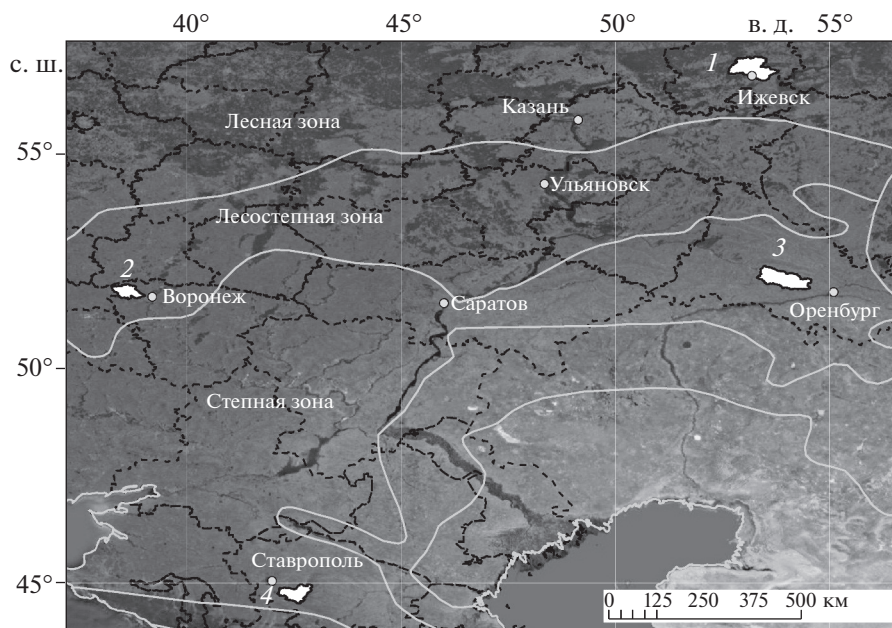 40° 45° 50° в. д. 55°
с. ш.
1
Ижевск
Казань
Лесная зона
55°
Ульяновск
Лесостепная зона
2
3
Воронеж
Саратов
Оренбург
50°
Степная зона
Ставрополь
45°
4
0 125 250 375 500 км